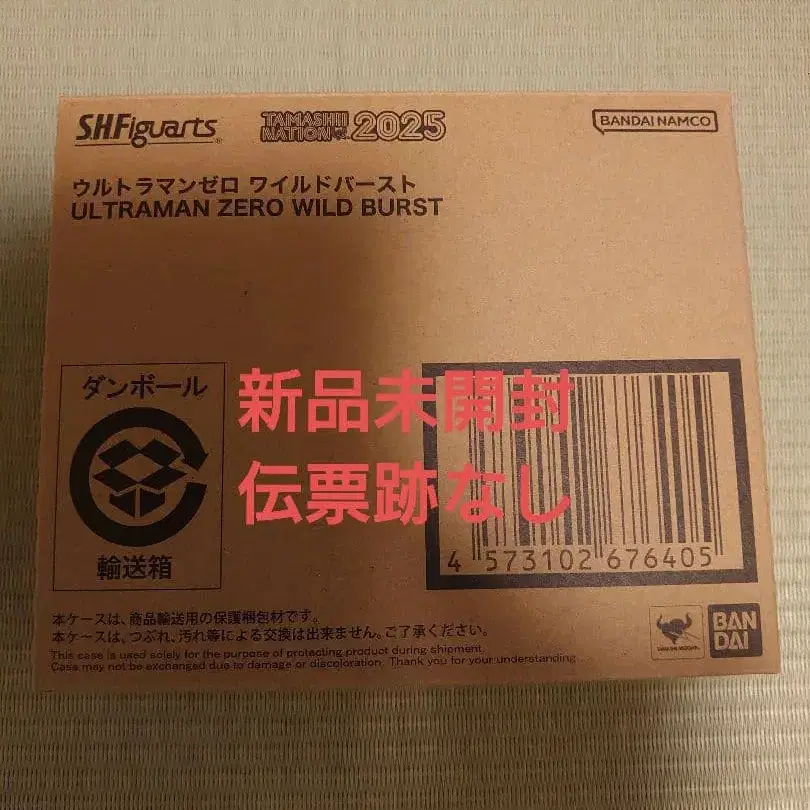 S.H.Figuarts
TAMASHII
NATION 2025
BANDAI NAMCO
ウルトラマンゼロ ワイルドバースト
ULTRAMAN ZERO WILD BURST
ダンボール
輸送箱
新品未開封
伝票跡なし
4 573102 676405
本ケースは、商品輸送用の保護梱包材です。
本ケースは、つぶれ、汚れ等による交換は出来ません。ご了承ください。
This case is used solely for the purpose of protecting product during shipment.
Case may not be exchanged due to damage or discoloration. Thank you for your understanding.
BAN
DAI